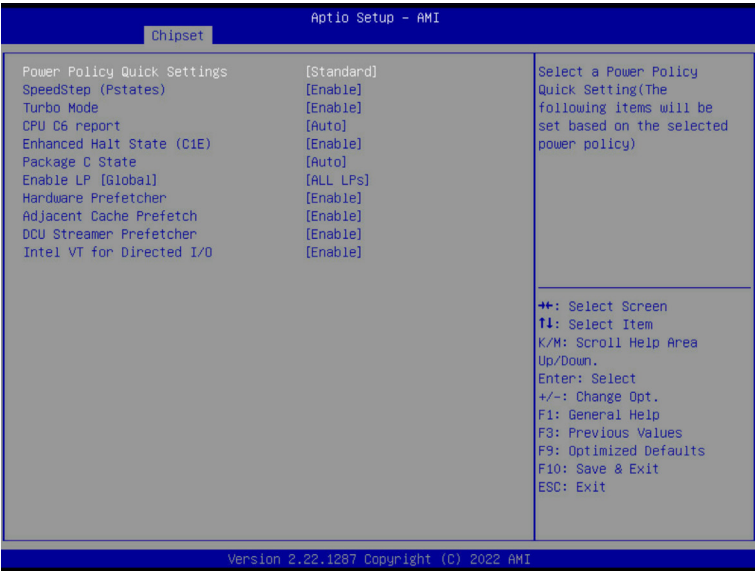 Aptio Setup – AMI
Chipset
Power Policy Quick Settings [Standard]
SpeedStep (Pstates) [Enable]
Turbo Mode [Enable]
CPU C6 report [Auto]
Enhanced Halt State (C1E) [Enable]
Package C State [Auto]
Enable LP [Global] [ALL LPs]
Hardware Prefetcher [Enable]
Adjacent Cache Prefetch [Enable]
DCU Streamer Prefetcher [Enable]
Intel VT for Directed I/O [Enable]
Select a Power Policy
Quick Setting(The
following items will be
set based on the selected
power policy)
→←: Select Screen
↑↓: Select Item
K/M: Scroll Help Area
Up/Down.
Enter: Select
+/-: Change Opt.
F1: General Help
F3: Previous Values
F9: Optimized Defaults
F10: Save & Exit
ESC: Exit
Version 2.22.1287 Copyright (C) 2022 AMI